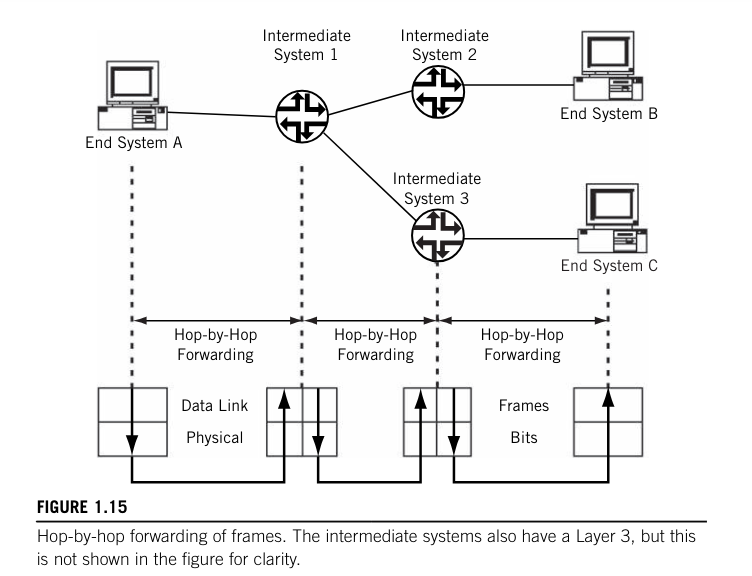 Intermediate
System 1
Intermediate
System 2
End System A
End System B
Intermediate
System 3
End System C
Hop-by-Hop
Forwarding
Hop-by-Hop
Forwarding
Hop-by-Hop
Forwarding
Data Link
Frames
Physical
Bits
FIGURE 1.15
Hop-by-hop forwarding of frames. The intermediate systems also have a Layer 3, but this
is not shown in the figure for clarity.